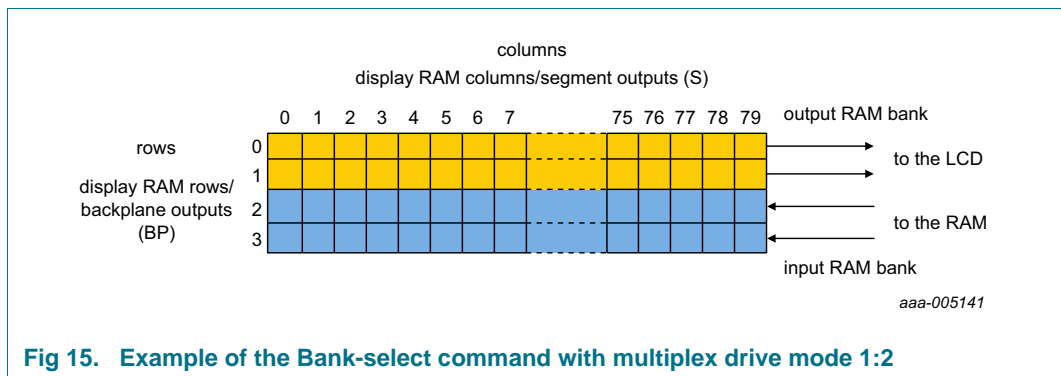 columns
display RAM columns/segment outputs (S)
0 1 2 3 4 5 6 7 75 76 77 78 79 output RAM bank
rows 0
to the LCD
1
display RAM rows/
backplane outputs 2
(BP)
to the RAM
3
input RAM bank
aaa-005141
Fig 15. Example of the Bank-select command with multiplex drive mode 1:2